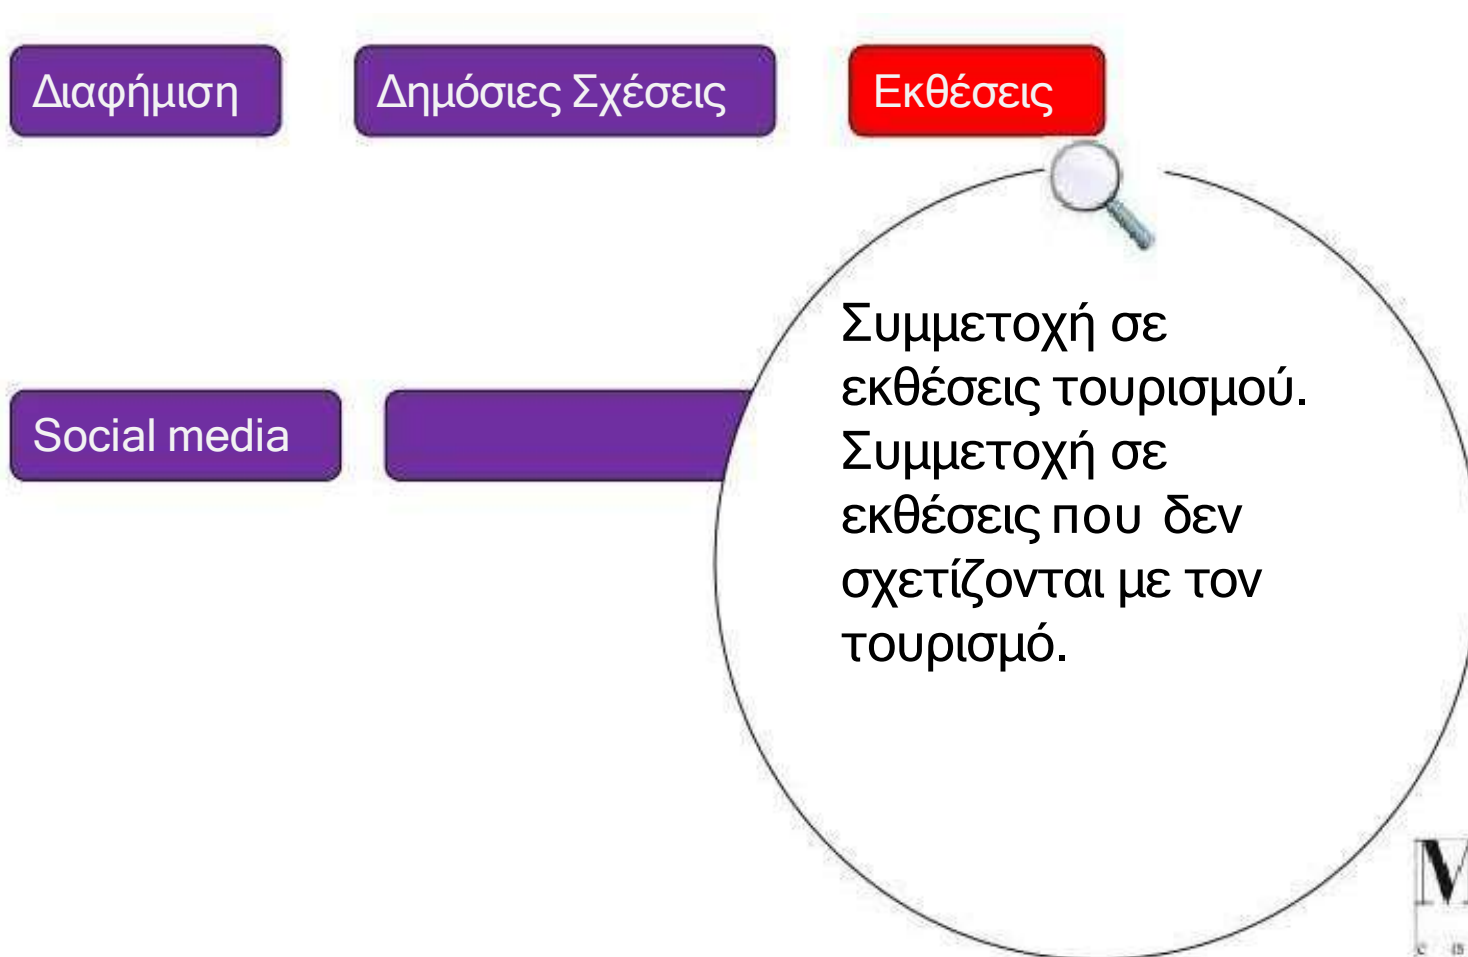 Διαφήμιση
Δημόσιες Σχέσεις
Εκθέσεις
Social media
Συμμετοχή σε
εκθέσεις τουρισμού.
Συμμετοχή σε
εκθέσεις που δεν
σχετίζονται με τον
τουρισμό.
M